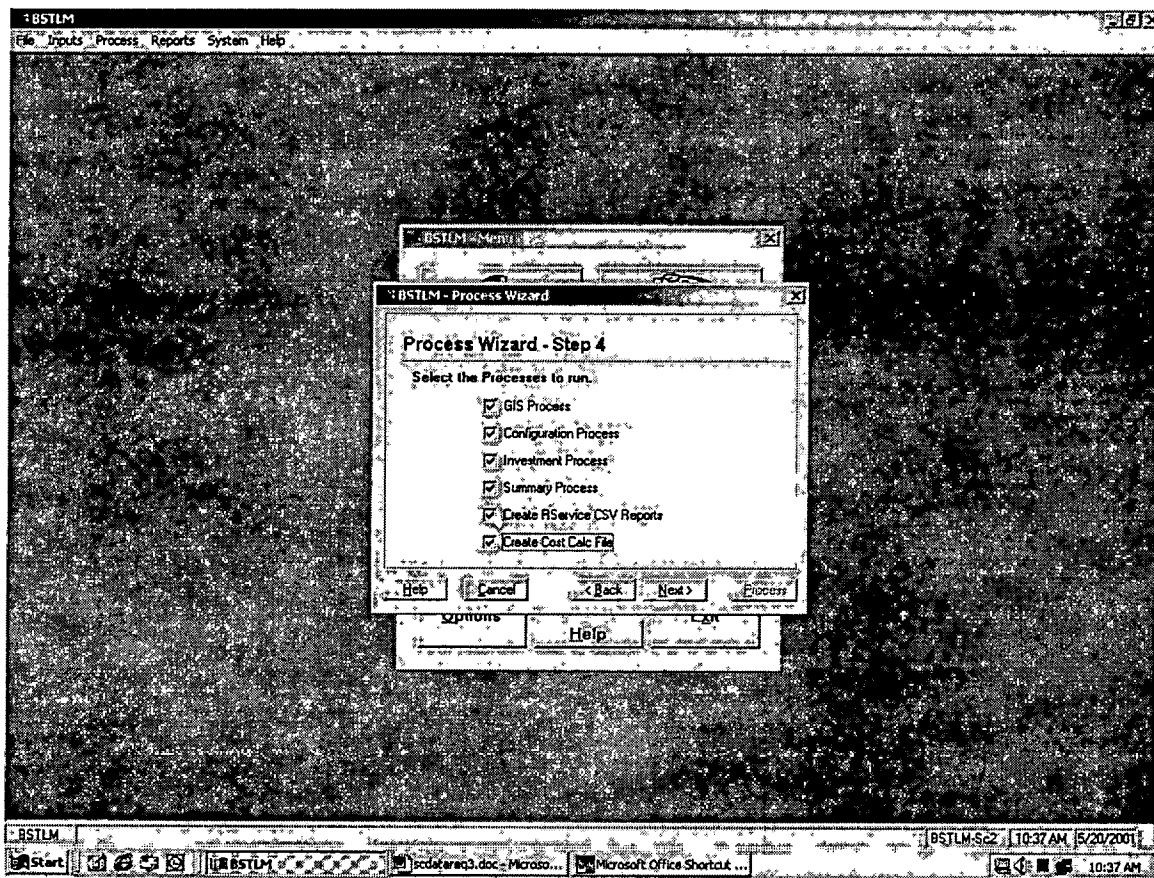 BSTLM
File Inputs Process Reports System Help
BSTLM - Menu
BSTLM - Process Wizard
Process Wizard - Step 4
Select the Processes to run.
GIS Process
Configuration Process
Investment Process
Summary Process
Create RService CSV Reports
Create Cost Calc File
Help Cancel < Back Next > Process
Options Help Exit
BSTLM BSTLM-Sc2 10:37 AM 5/20/2001
Start BSTLM scdatareq3.doc - Microso... Microsoft Office Shortcut ... 10:37 AM